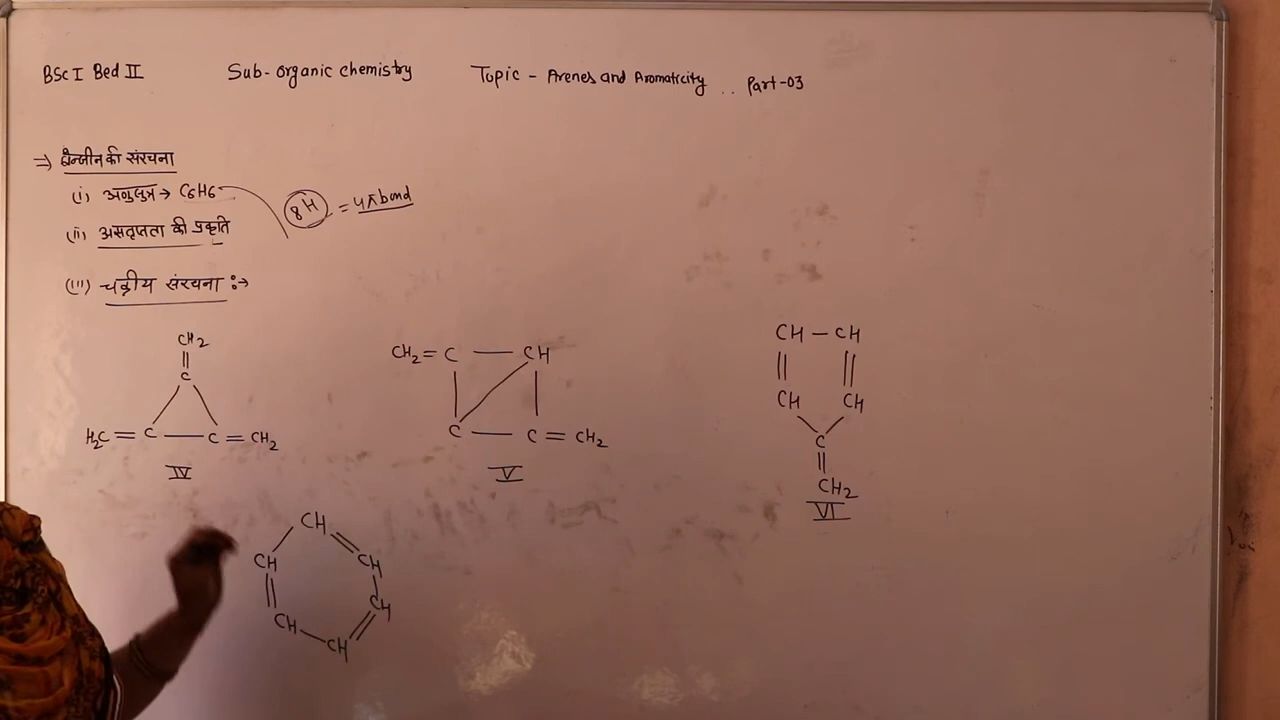 BSc I Bed II Sub- organic chemistry Topic - Arenes and Aromaticity .. Part-03
⇒ बेन्जीन की संरचना
(i) अनुसुत्र → C6H6 8H = 4π bond
(ii) असतृप्तता की प्रकृति
(iii) चक्रीय संरचना :→
CH2
||
C
H2C = C — C = CH2
IV
CH2 = C — CH
C — C = CH2
V
CH — CH
|| ||
CH CH
C
||
CH2
VI
CH
CH CH
CH
CH
CH